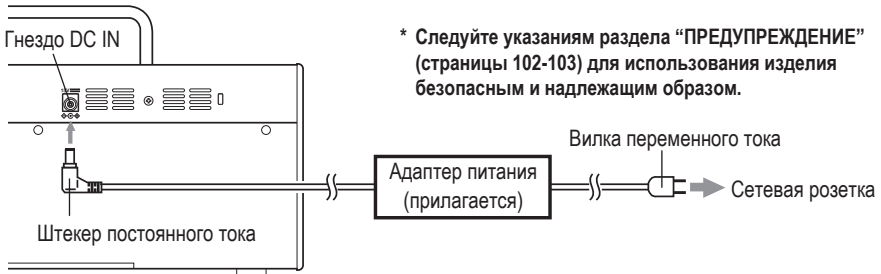 Гнездо DC IN
* Следуйте указаниям раздела “ПРЕДУПРЕЖДЕНИЕ”
(страницы 102-103) для использования изделия
безопасным и надлежащим образом.
Вилка переменного тока
Адаптер питания
(прилагается)
Сетевая розетка
Штекер постоянного тока